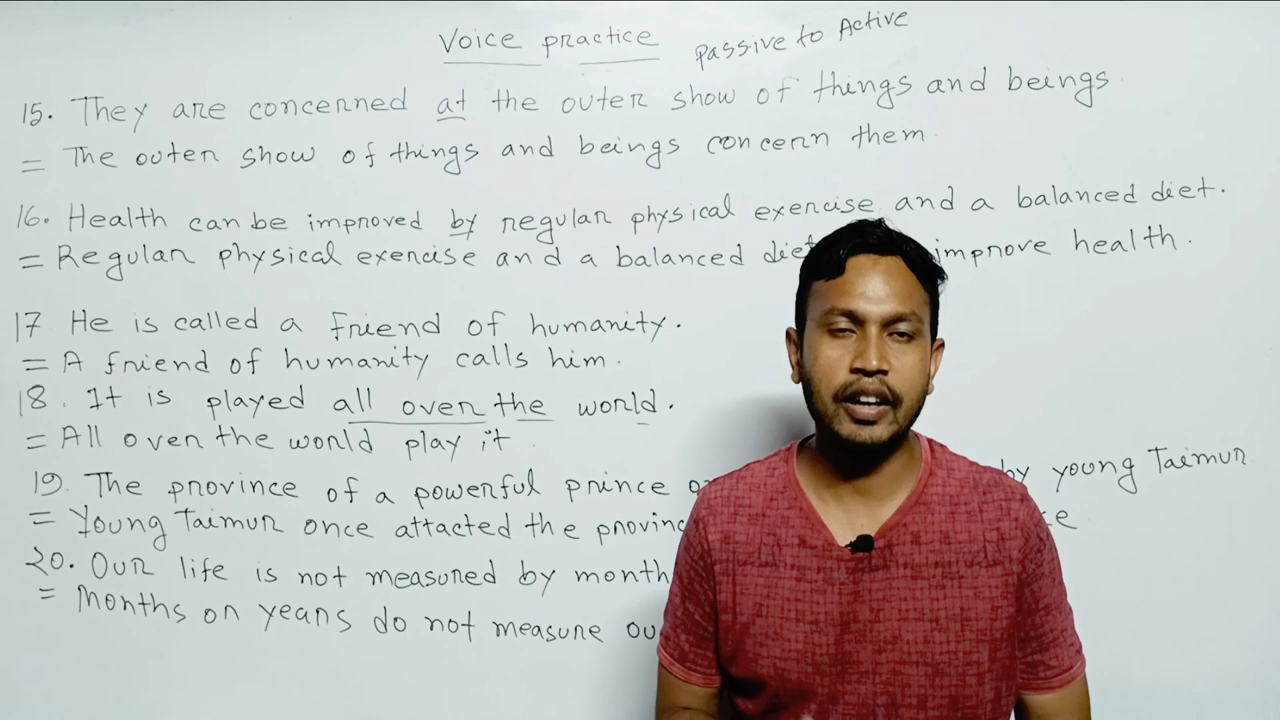 Voice practice passive to Active
15. They are concerned at the outer show of things and beings
= The outer show of things and beings concern them
16. Health can be improved by regular physical exercise and a balanced diet.
= Regular physical exercise and a balanced diet improve health.
17 He is called a friend of humanity.
= A friend of humanity calls him.
18. It is played all over the world.
= All over the world play it
19. The province of a powerful prince by young Taimur
= Young Taimur once attacted the
20. Our life is not measured by
= Months or years do not measure